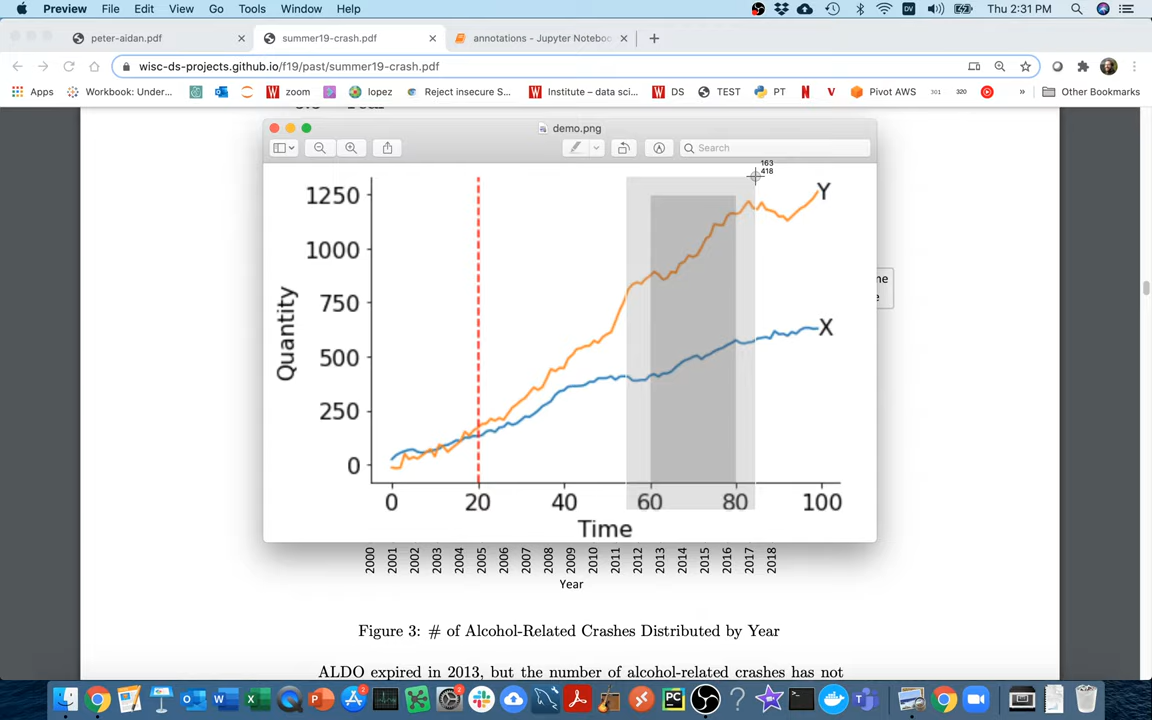 Preview File Edit View Go Tools Window Help Thu 2:31 PM
peter-aidan.pdf summer19-crash.pdf annotations - Jupyter Noteboo
wisc-ds-projects.github.io/f19/past/summer19-crash.pdf
Apps Workbook: Under... zoom lopez Reject insecure S... Institute – data sci... DS TEST PT Pivot AWS 301 320 » Other Bookmarks
demo.png
Search
163
418
1250
1000
750
500
250
0
Quantity
Y
X
0 20 40 60 80 100
Time
2000 2001 2002 2003 2004 2005 2006 2007 2008 2009 2010 2011 2012 2013 2014 2015 2016 2017 2018
Year
Figure 3: # of Alcohol-Related Crashes Distributed by Year
ALDO expired in 2013, but the number of alcohol-related crashes has not